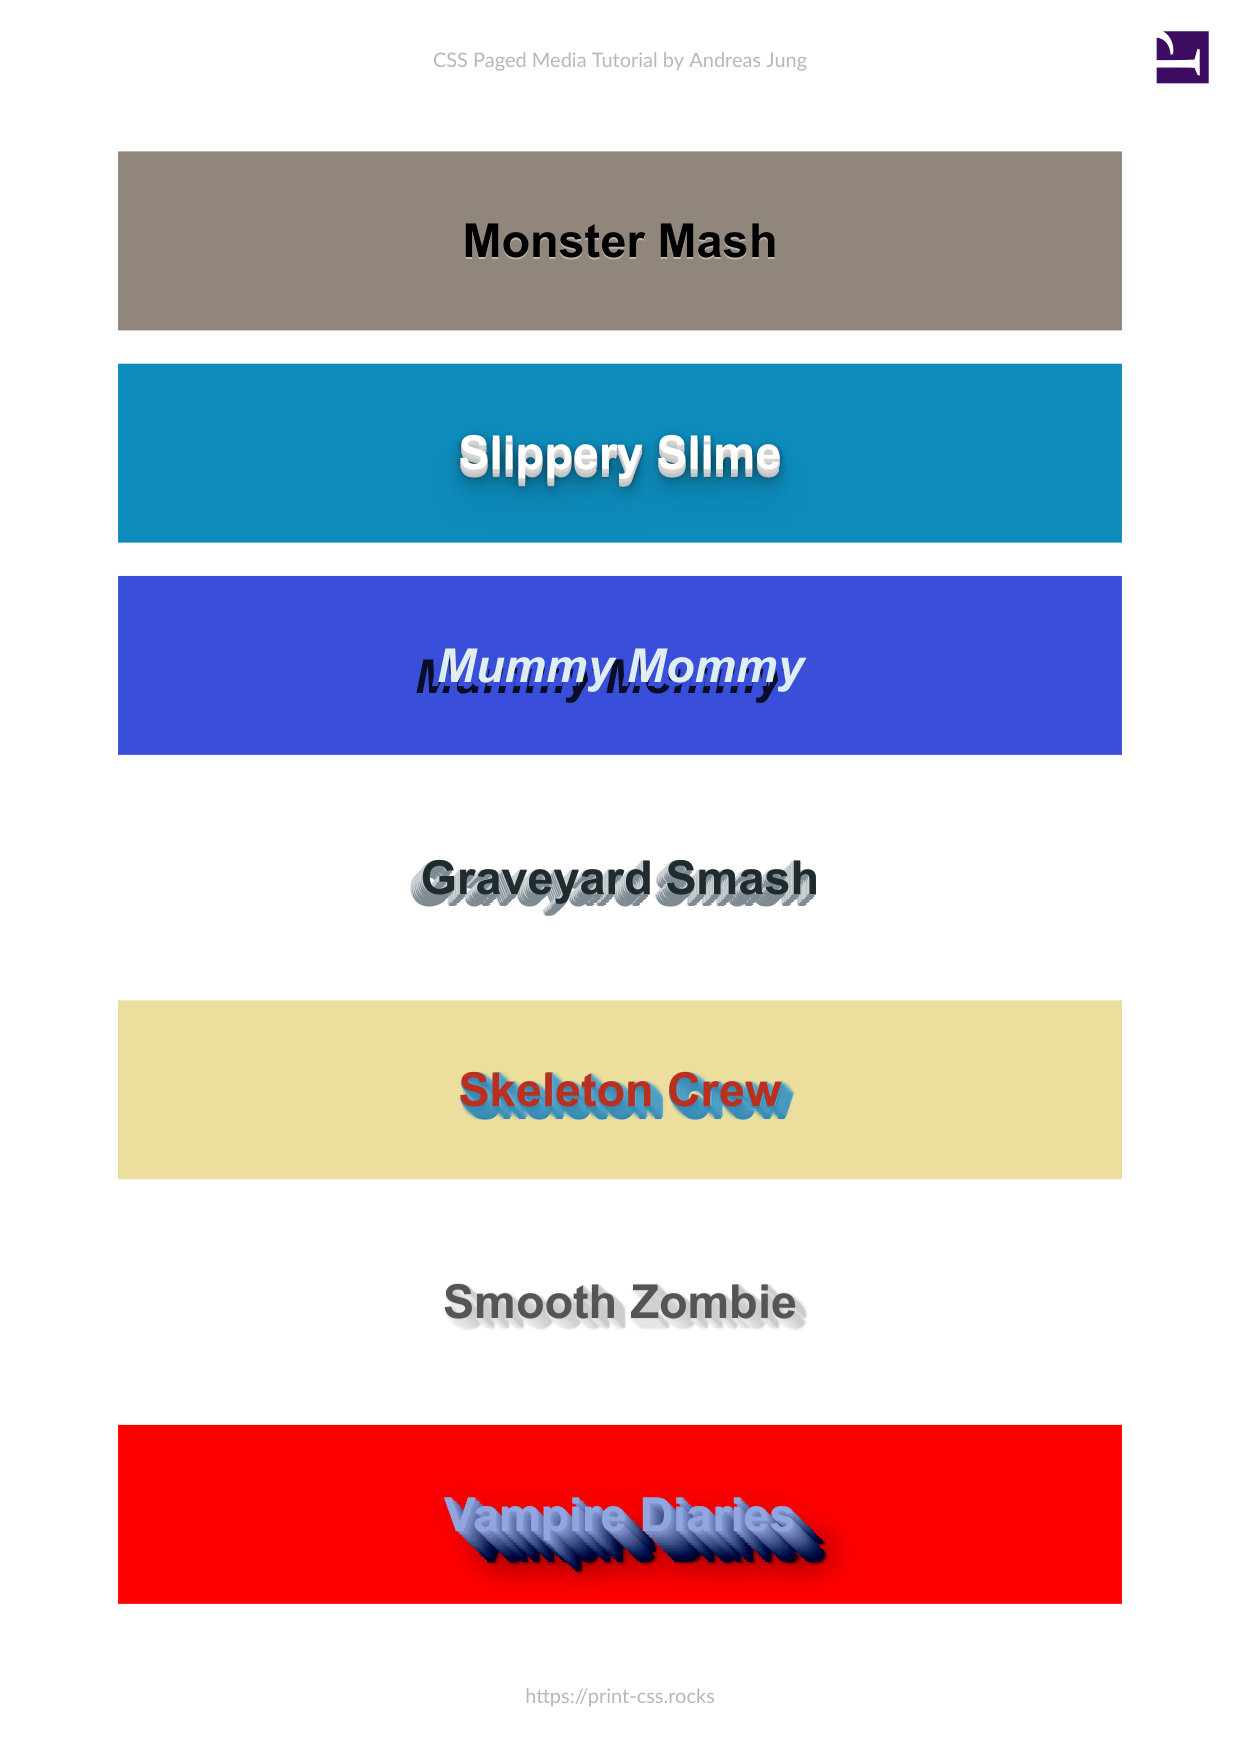 CSS Paged Media Tutorial by Andreas Jung
Monster Mash
Slippery Slime
Mummy Mommy
Graveyard Smash
Skeleton Crew
Smooth Zombie
Vampire Diaries
https://print-css.rocks